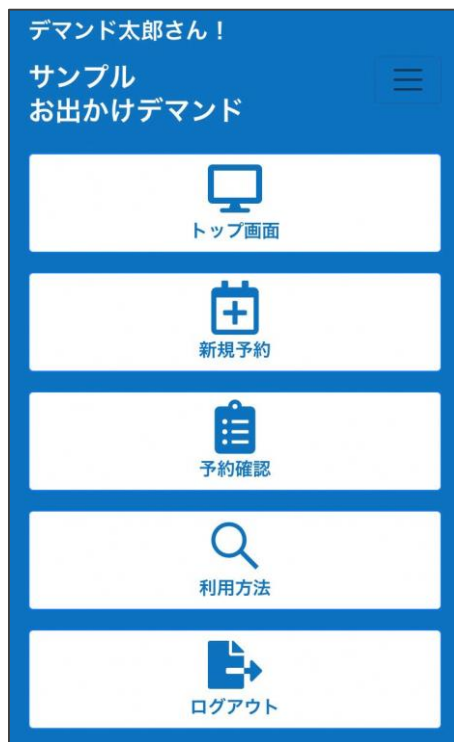 デマンド太郎さん！
サンプル
お出かけデマンド
トップ画面
新規予約
予約確認
利用方法
ログアウト